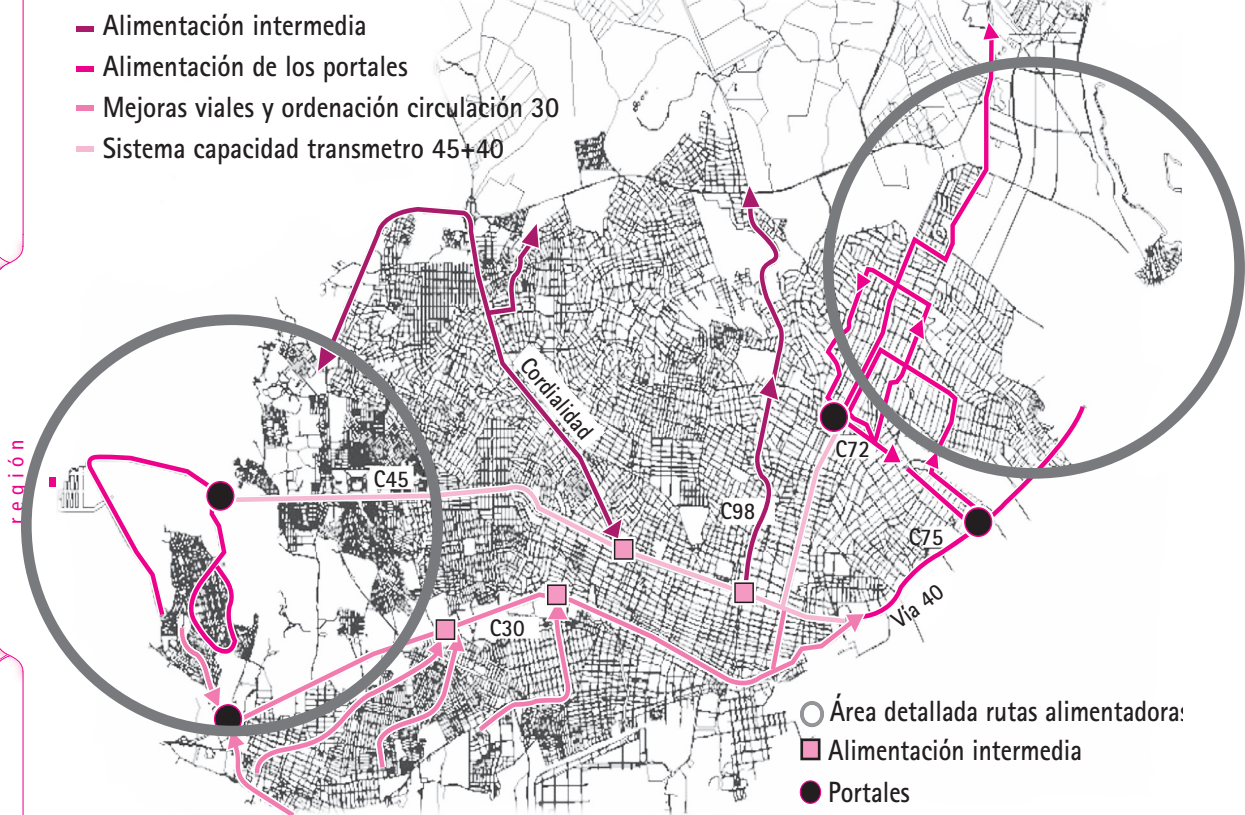 Alimentación intermedia
Alimentación de los portales
Mejoras viales y ordenación circulación 30
Sistema capacidad transmetro 45+40
región
Cordialidad
C45
C72
C98
C75
C30
Vía 40
Área detallada rutas alimentadoras
Alimentación intermedia
Portales